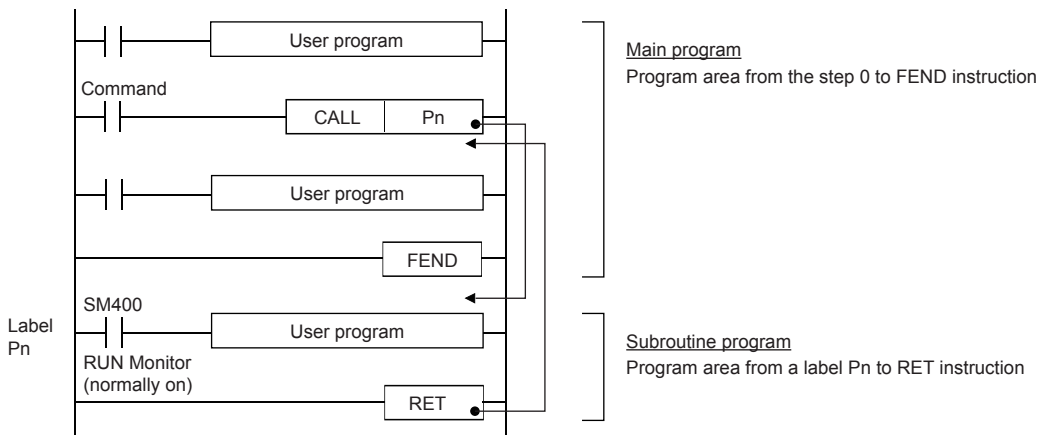 User program
Main program
Program area from the step 0 to FEND instruction
Command
CALL Pn
User program
FEND
SM400
Label
Pn
User program
RUN Monitor
(normally on)
Subroutine program
Program area from a label Pn to RET instruction
RET